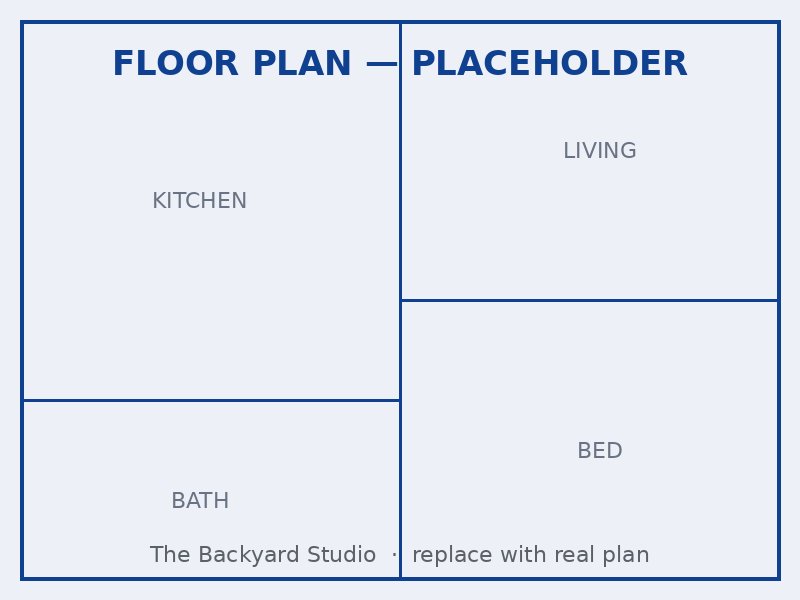 FLOOR PLAN — PLACEHOLDER
LIVING
KITCHEN
BED
BATH
The Backyard Studio · replace with real plan